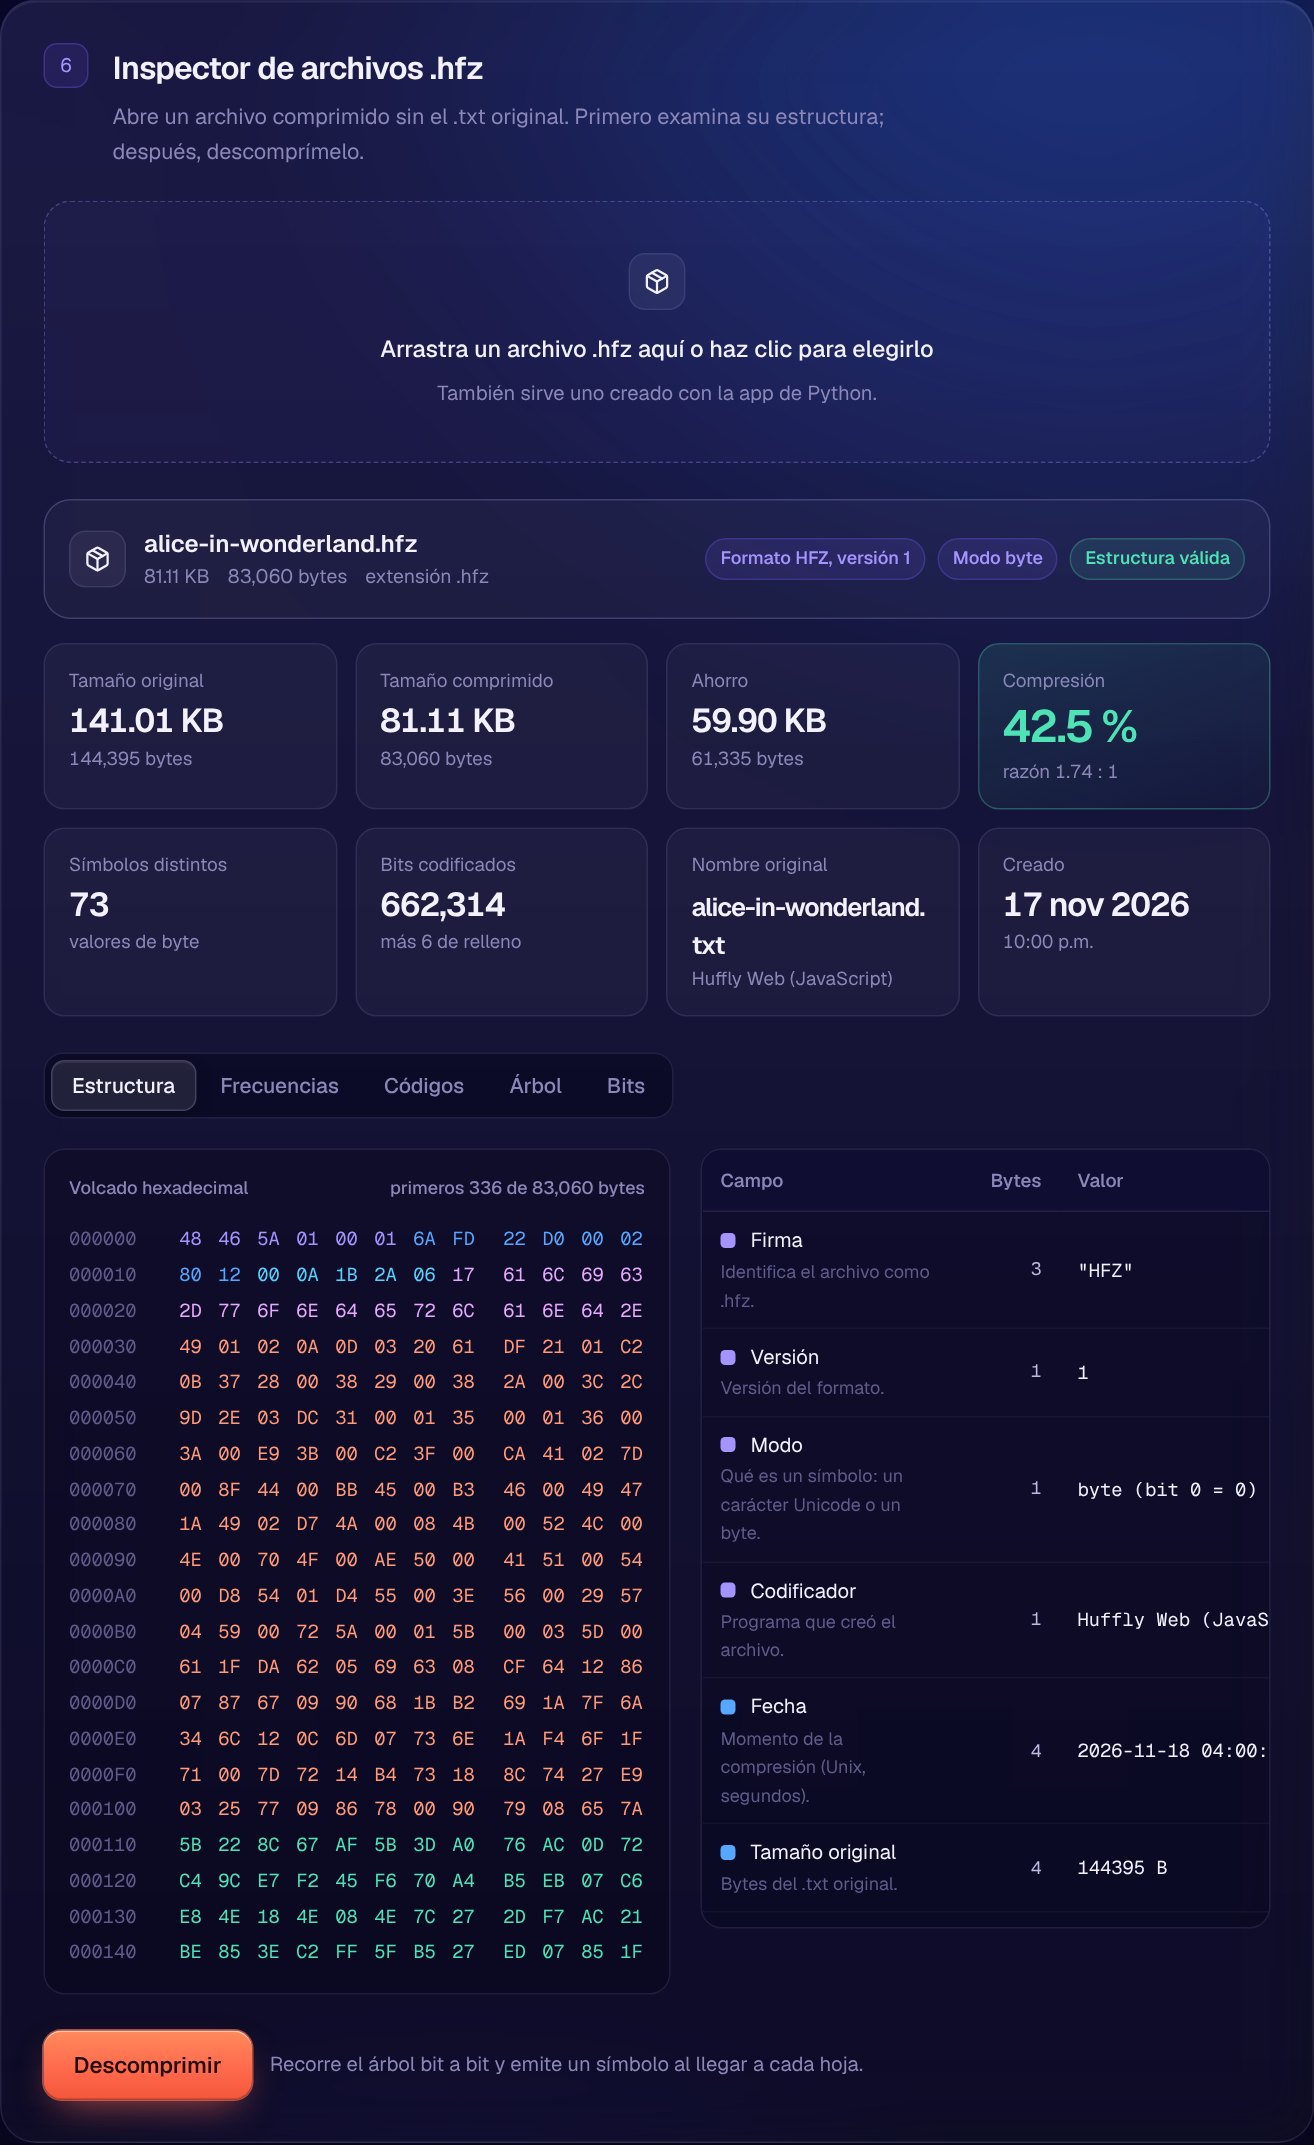 6
Inspector de archivos .hfz
Abre un archivo comprimido sin el .txt original. Primero examina su estructura;
después, descomprímelo.
Arrastra un archivo .hfz aquí o haz clic para elegirlo
También sirve uno creado con la app de Python.
alice-in-wonderland.hfz
81.11 KB 83,060 bytes extensión .hfz
Formato HFZ, versión 1
Modo byte
Estructura válida
Tamaño original
141.01 KB
144,395 bytes
Tamaño comprimido
81.11 KB
83,060 bytes
Ahorro
59.90 KB
61,335 bytes
Compresión
42.5 %
razón 1.74 : 1
Símbolos distintos
73
valores de byte
Bits codificados
662,314
más 6 de relleno
Nombre original
alice-in-wonderland.
txt
Huffly Web (JavaScript)
Creado
17 nov 2026
10:00 p.m.
Estructura Frecuencias Códigos Árbol Bits
Volcado hexadecimal primeros 336 de 83,060 bytes
000000 48 46 5A 01 00 01 6A FD 22 D0 00 02
000010 80 12 00 0A 1B 2A 06 17 61 6C 69 63
000020 2D 77 6F 6E 64 65 72 6C 61 6E 64 2E
000030 49 01 02 0A 0D 03 20 61 DF 21 01 C2
000040 0B 37 28 00 38 29 00 38 2A 00 3C 2C
000050 9D 2E 03 DC 31 00 01 35 00 01 36 00
000060 3A 00 E9 3B 00 C2 3F 00 CA 41 02 7D
000070 00 8F 44 00 BB 45 00 B3 46 00 49 47
000080 1A 49 02 D7 4A 00 08 4B 00 52 4C 00
000090 4E 00 70 4F 00 AE 50 00 41 51 00 54
0000A0 00 D8 54 01 D4 55 00 3E 56 00 29 57
0000B0 04 59 00 72 5A 00 01 5B 00 03 5D 00
0000C0 61 1F DA 62 05 69 63 08 CF 64 12 86
0000D0 07 87 67 09 90 68 1B B2 69 1A 7F 6A
0000E0 34 6C 12 0C 6D 07 73 6E 1A F4 6F 1F
0000F0 71 00 7D 72 14 B4 73 18 8C 74 27 E9
000100 03 25 77 09 86 78 00 90 79 08 65 7A
000110 5B 22 8C 67 AF 5B 3D A0 76 AC 0D 72
000120 C4 9C E7 F2 45 F6 70 A4 B5 EB 07 C6
000130 E8 4E 18 4E 08 4E 7C 27 2D F7 AC 21
000140 BE 85 3E C2 FF 5F B5 27 ED 07 85 1F
Campo Bytes Valor
Firma
Identifica el archivo como
.hfz.
3 "HFZ"
Versión
Versión del formato.
1 1
Modo
Qué es un símbolo: un
carácter Unicode o un
byte.
1 byte (bit 0 = 0)
Codificador
Programa que creó el
archivo.
1 Huffly Web (JavaS
Fecha
Momento de la
compresión (Unix,
segundos).
4 2026-11-18 04:00:
Tamaño original
Bytes del .txt original.
4 144395 B
Descomprimir
Recorre el árbol bit a bit y emite un símbolo al llegar a cada hoja.